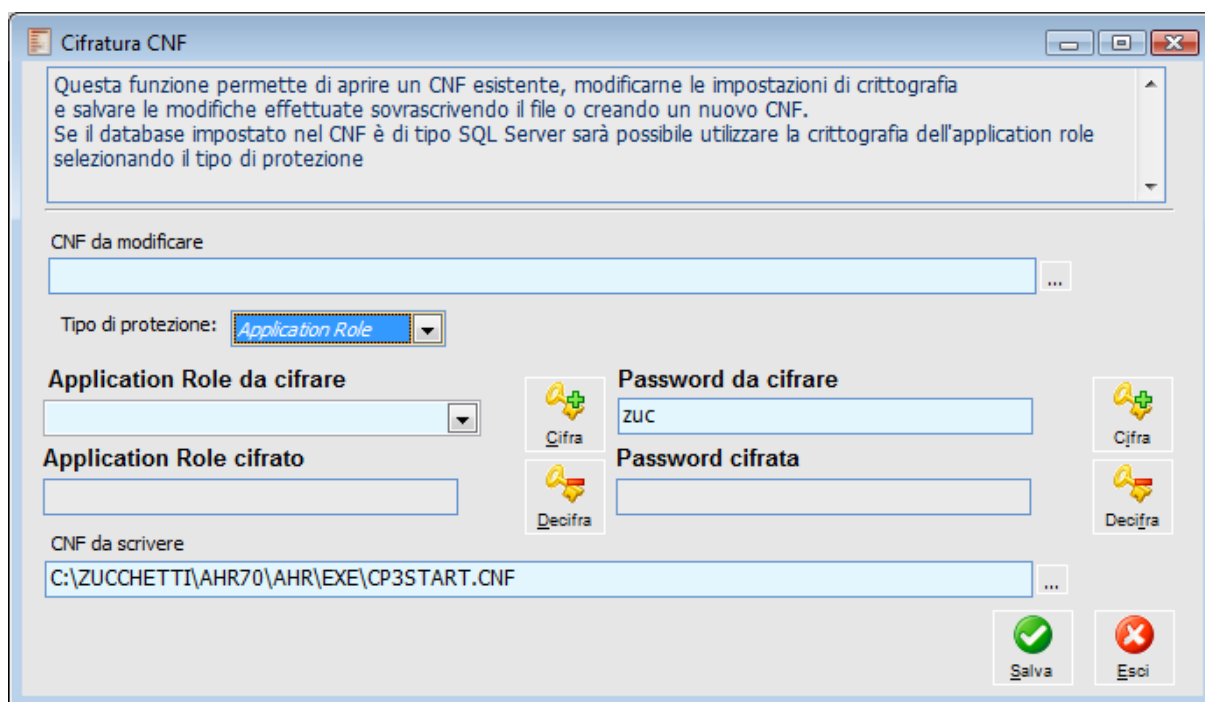 Cifratura CNF
Questa funzione permette di aprire un CNF esistente, modificarne le impostazioni di crittografia
e salvare le modifiche effettuate sovrascrivendo il file o creando un nuovo CNF.
Se il database impostato nel CNF è di tipo SQL Server sarà possibile utilizzare la crittografia dell'application role
selezionando il tipo di protezione
CNF da modificare
...
Tipo di protezione: Application Role
Application Role da cifrare
Cifra
Password da cifrare
zuc
Cifra
Application Role cifrato
Decifra
Password cifrata
Decifra
CNF da scrivere
C:\ZUCCHETTI\AHR70\AHR\EXE\CP3START.CNF
...
Salva
Esci